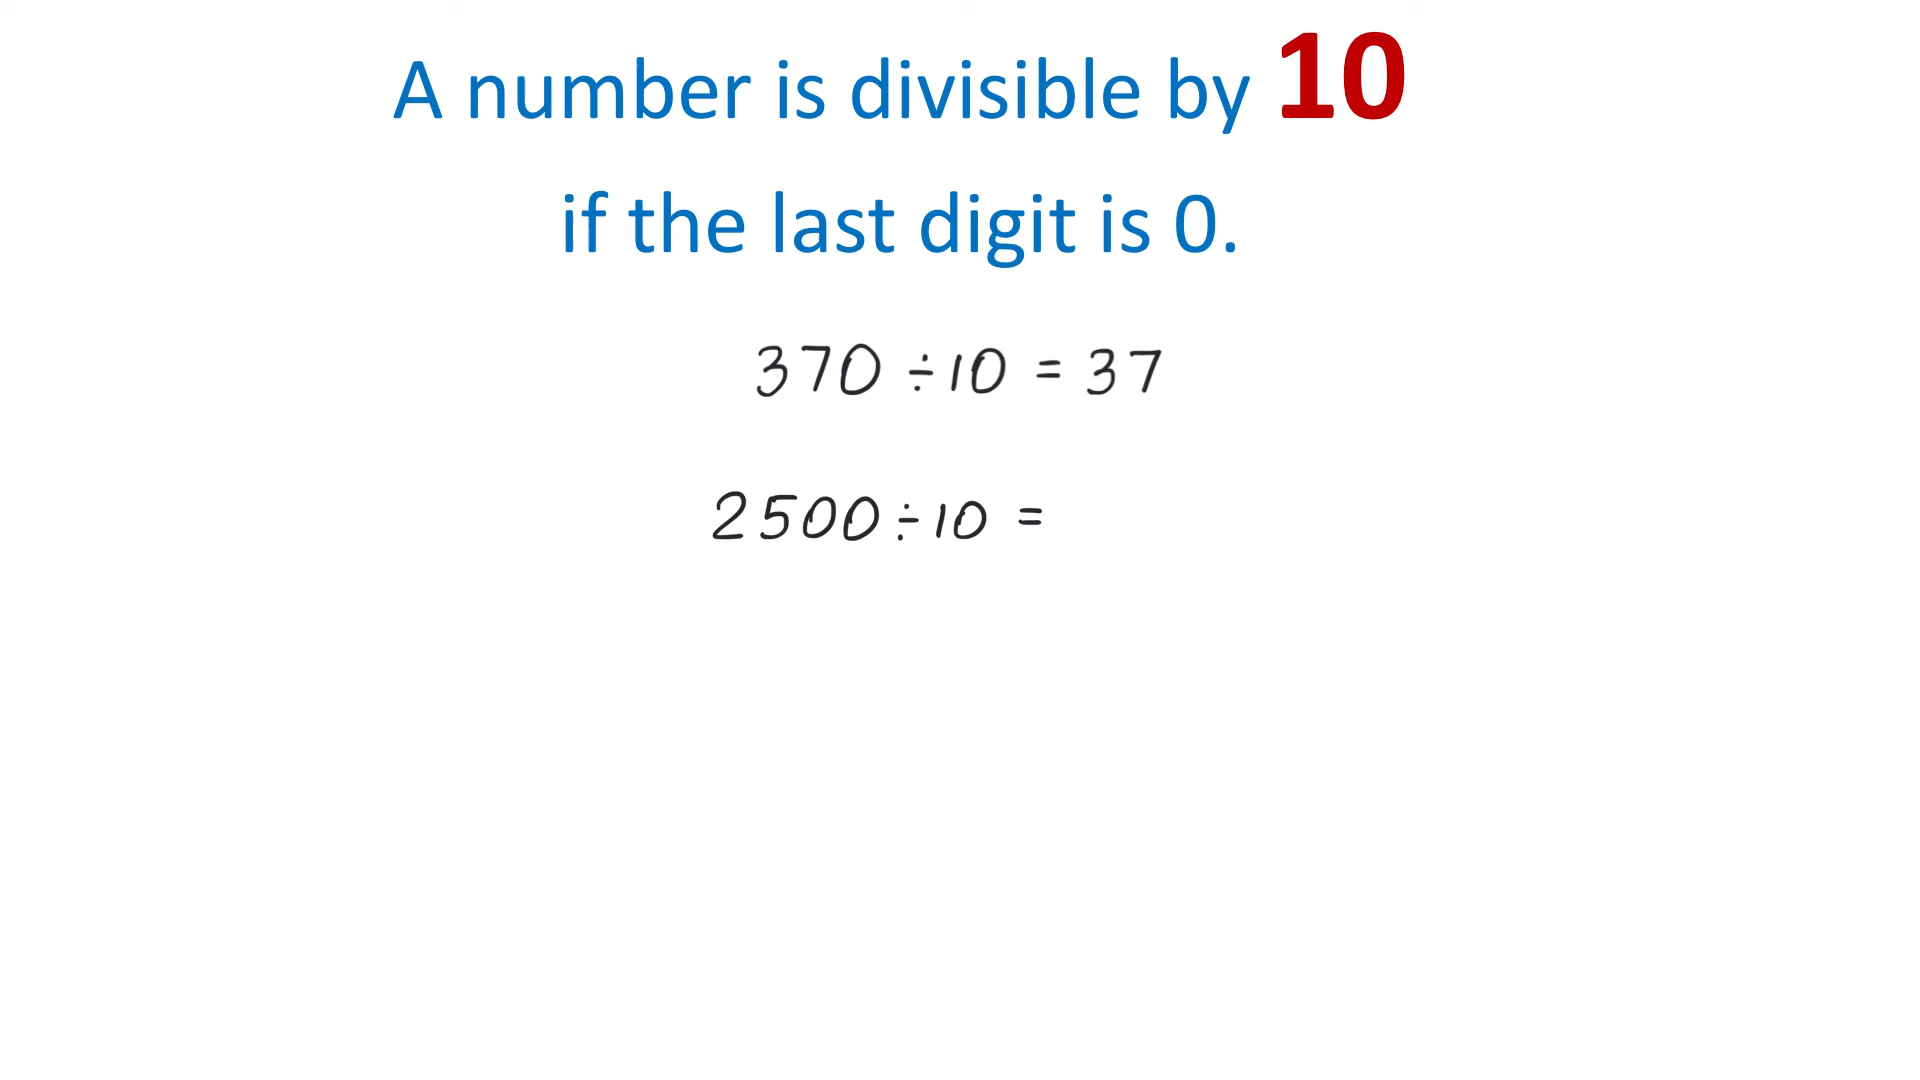 A number is divisible by 10
if the last digit is 0.
370 ÷ 10 = 37
2500 ÷ 10 =